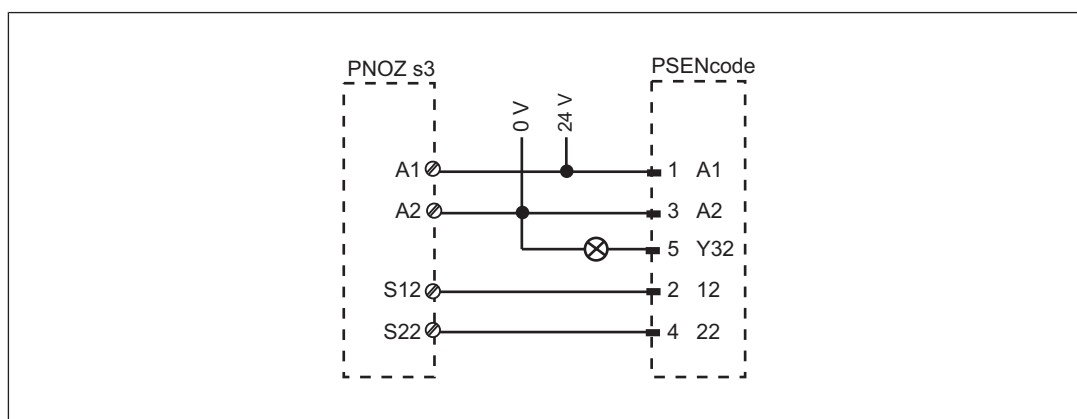 PNOZ s3
PSENcode
0 V
24 V
A1
1 A1
A2
3 A2
5 Y32
S12
2 12
S22
4 22